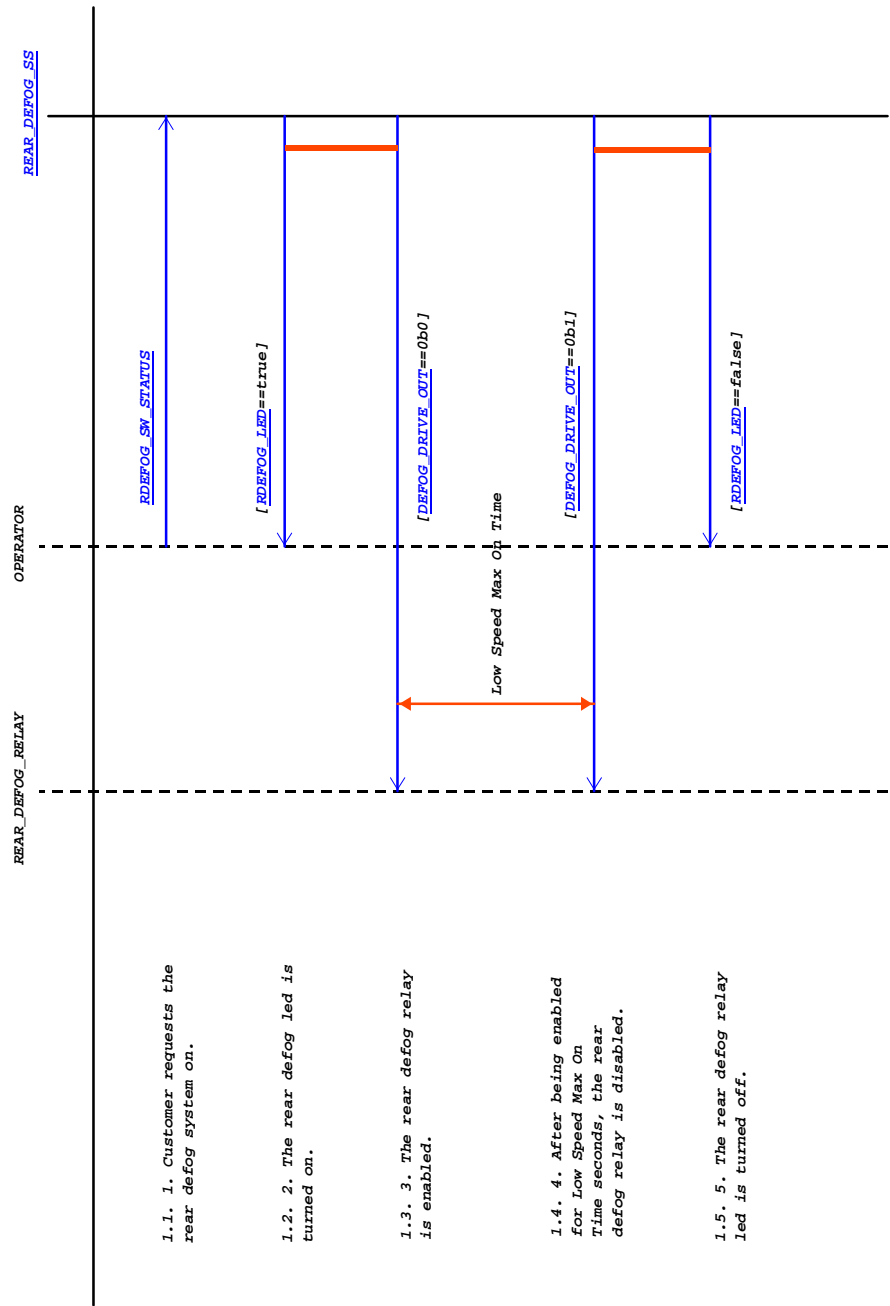 REAR_DEFOG_RELAY
OPERATOR
REAR_DEFOG_SS
1.1. 1. Customer requests the
rear defog system on.
RDEFOG_SW_STATUS
1.2. 2. The rear defog led is
turned on.
[RDEFOG_LED==true]
1.3. 3. The rear defog relay
is enabled.
[DEFOG_DRIVE_OUT==0b0]
Low Speed Max On Time
1.4. 4. After being enabled
for Low Speed Max On
Time seconds, the rear
defog relay is disabled.
[DEFOG_DRIVE_OUT==0b1]
1.5. 5. The rear defog relay
led is turned off.
[RDEFOG_LED==false]